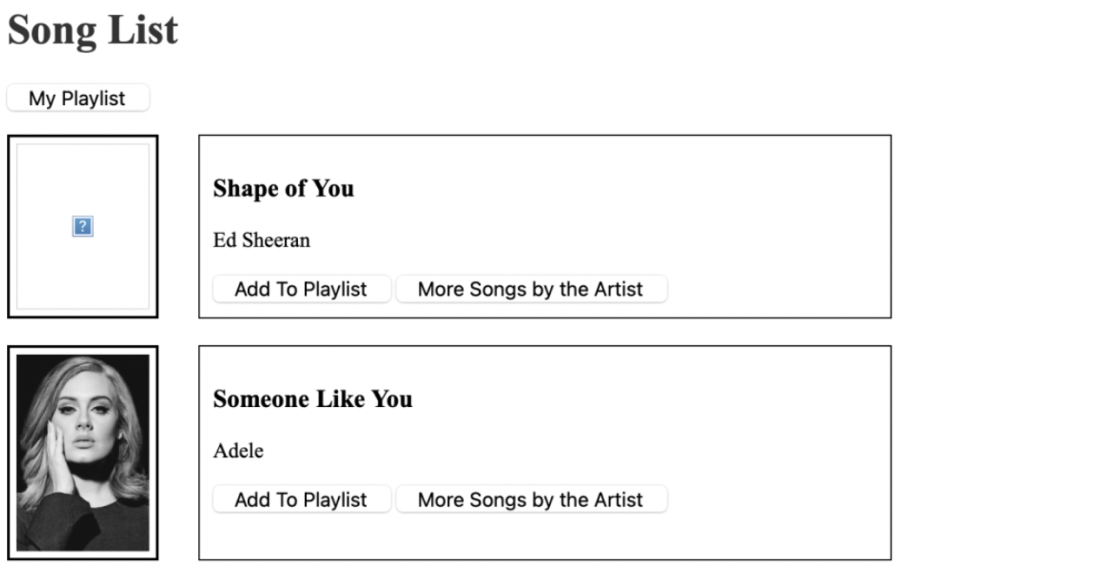 Song List
My Playlist
Shape of You
Ed Sheeran
Add To Playlist More Songs by the Artist
Someone Like You
Adele
Add To Playlist More Songs by the Artist